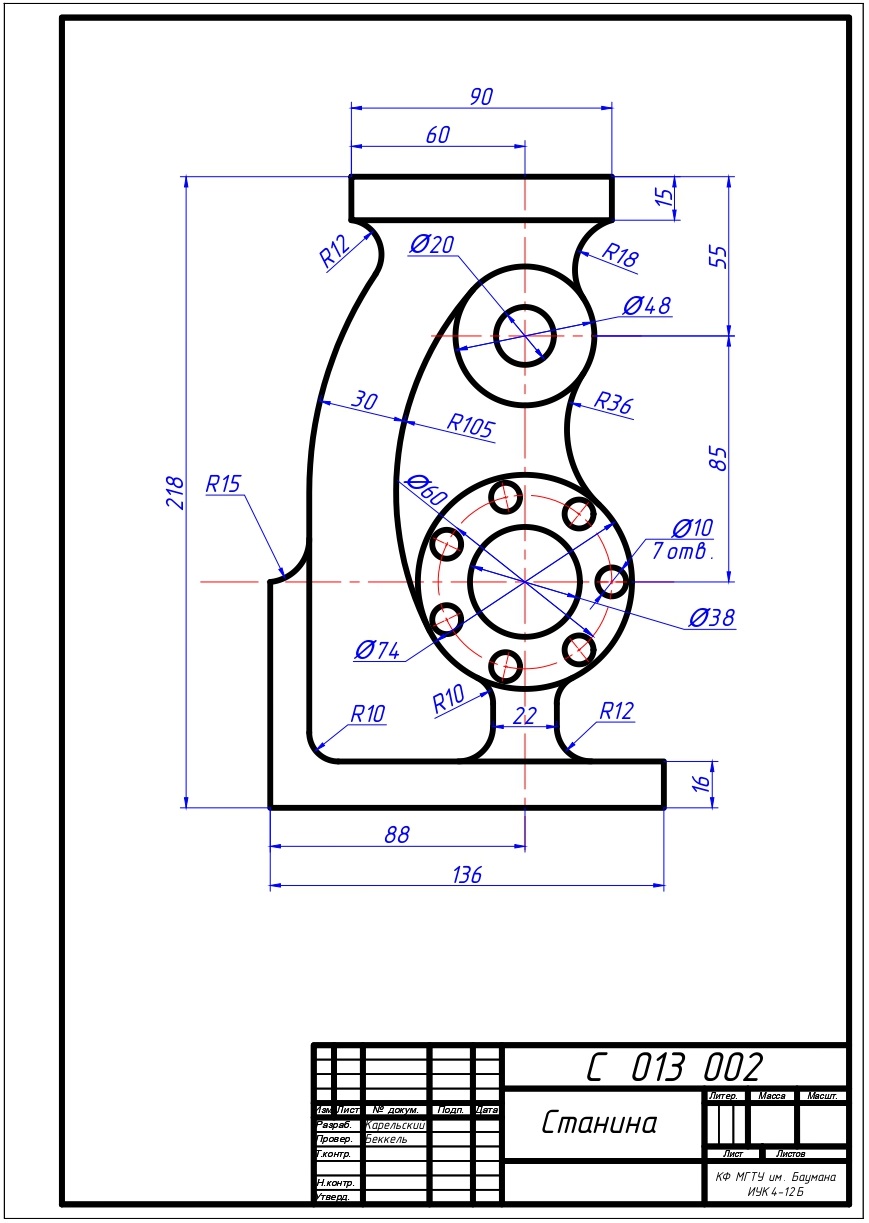 90
60
15
55
R12
Ø20
R18
Ø48
30
R105
R36
85
218
R15
Ø60
Ø10
7 отв.
Ø38
Ø74
R10
22
R12
R10
16
88
136
С 013 002
Литер. Масса Масшт.
Изм Лист № докум. Подп. Дата
Станина
Разраб. Карельский
Провер. Беккель
Т.контр.
Лист Листов
Н.контр.
Утверд.
КФ МГТУ им. Баумана
ИУК4-12Б